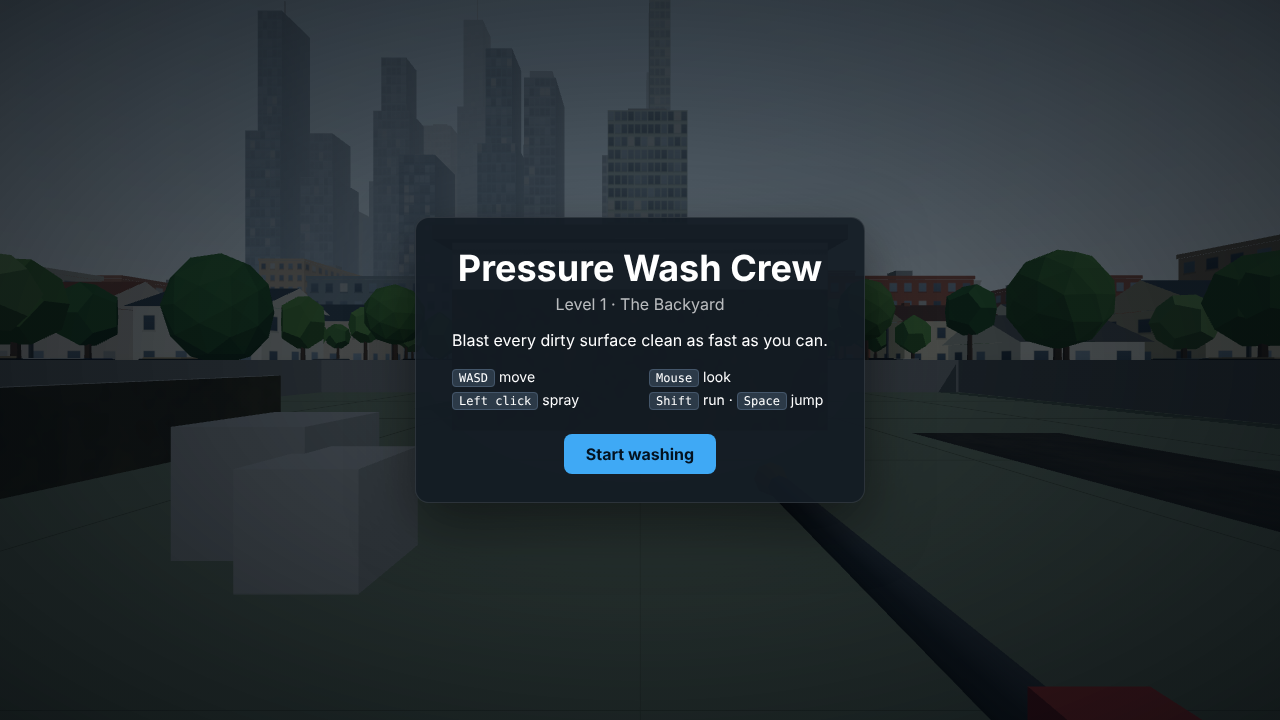 Pressure Wash Crew
Level 1 · The Backyard
Blast every dirty surface clean as fast as you can.
WASD move Mouse look
Left click spray Shift run · Space jump
Start washing